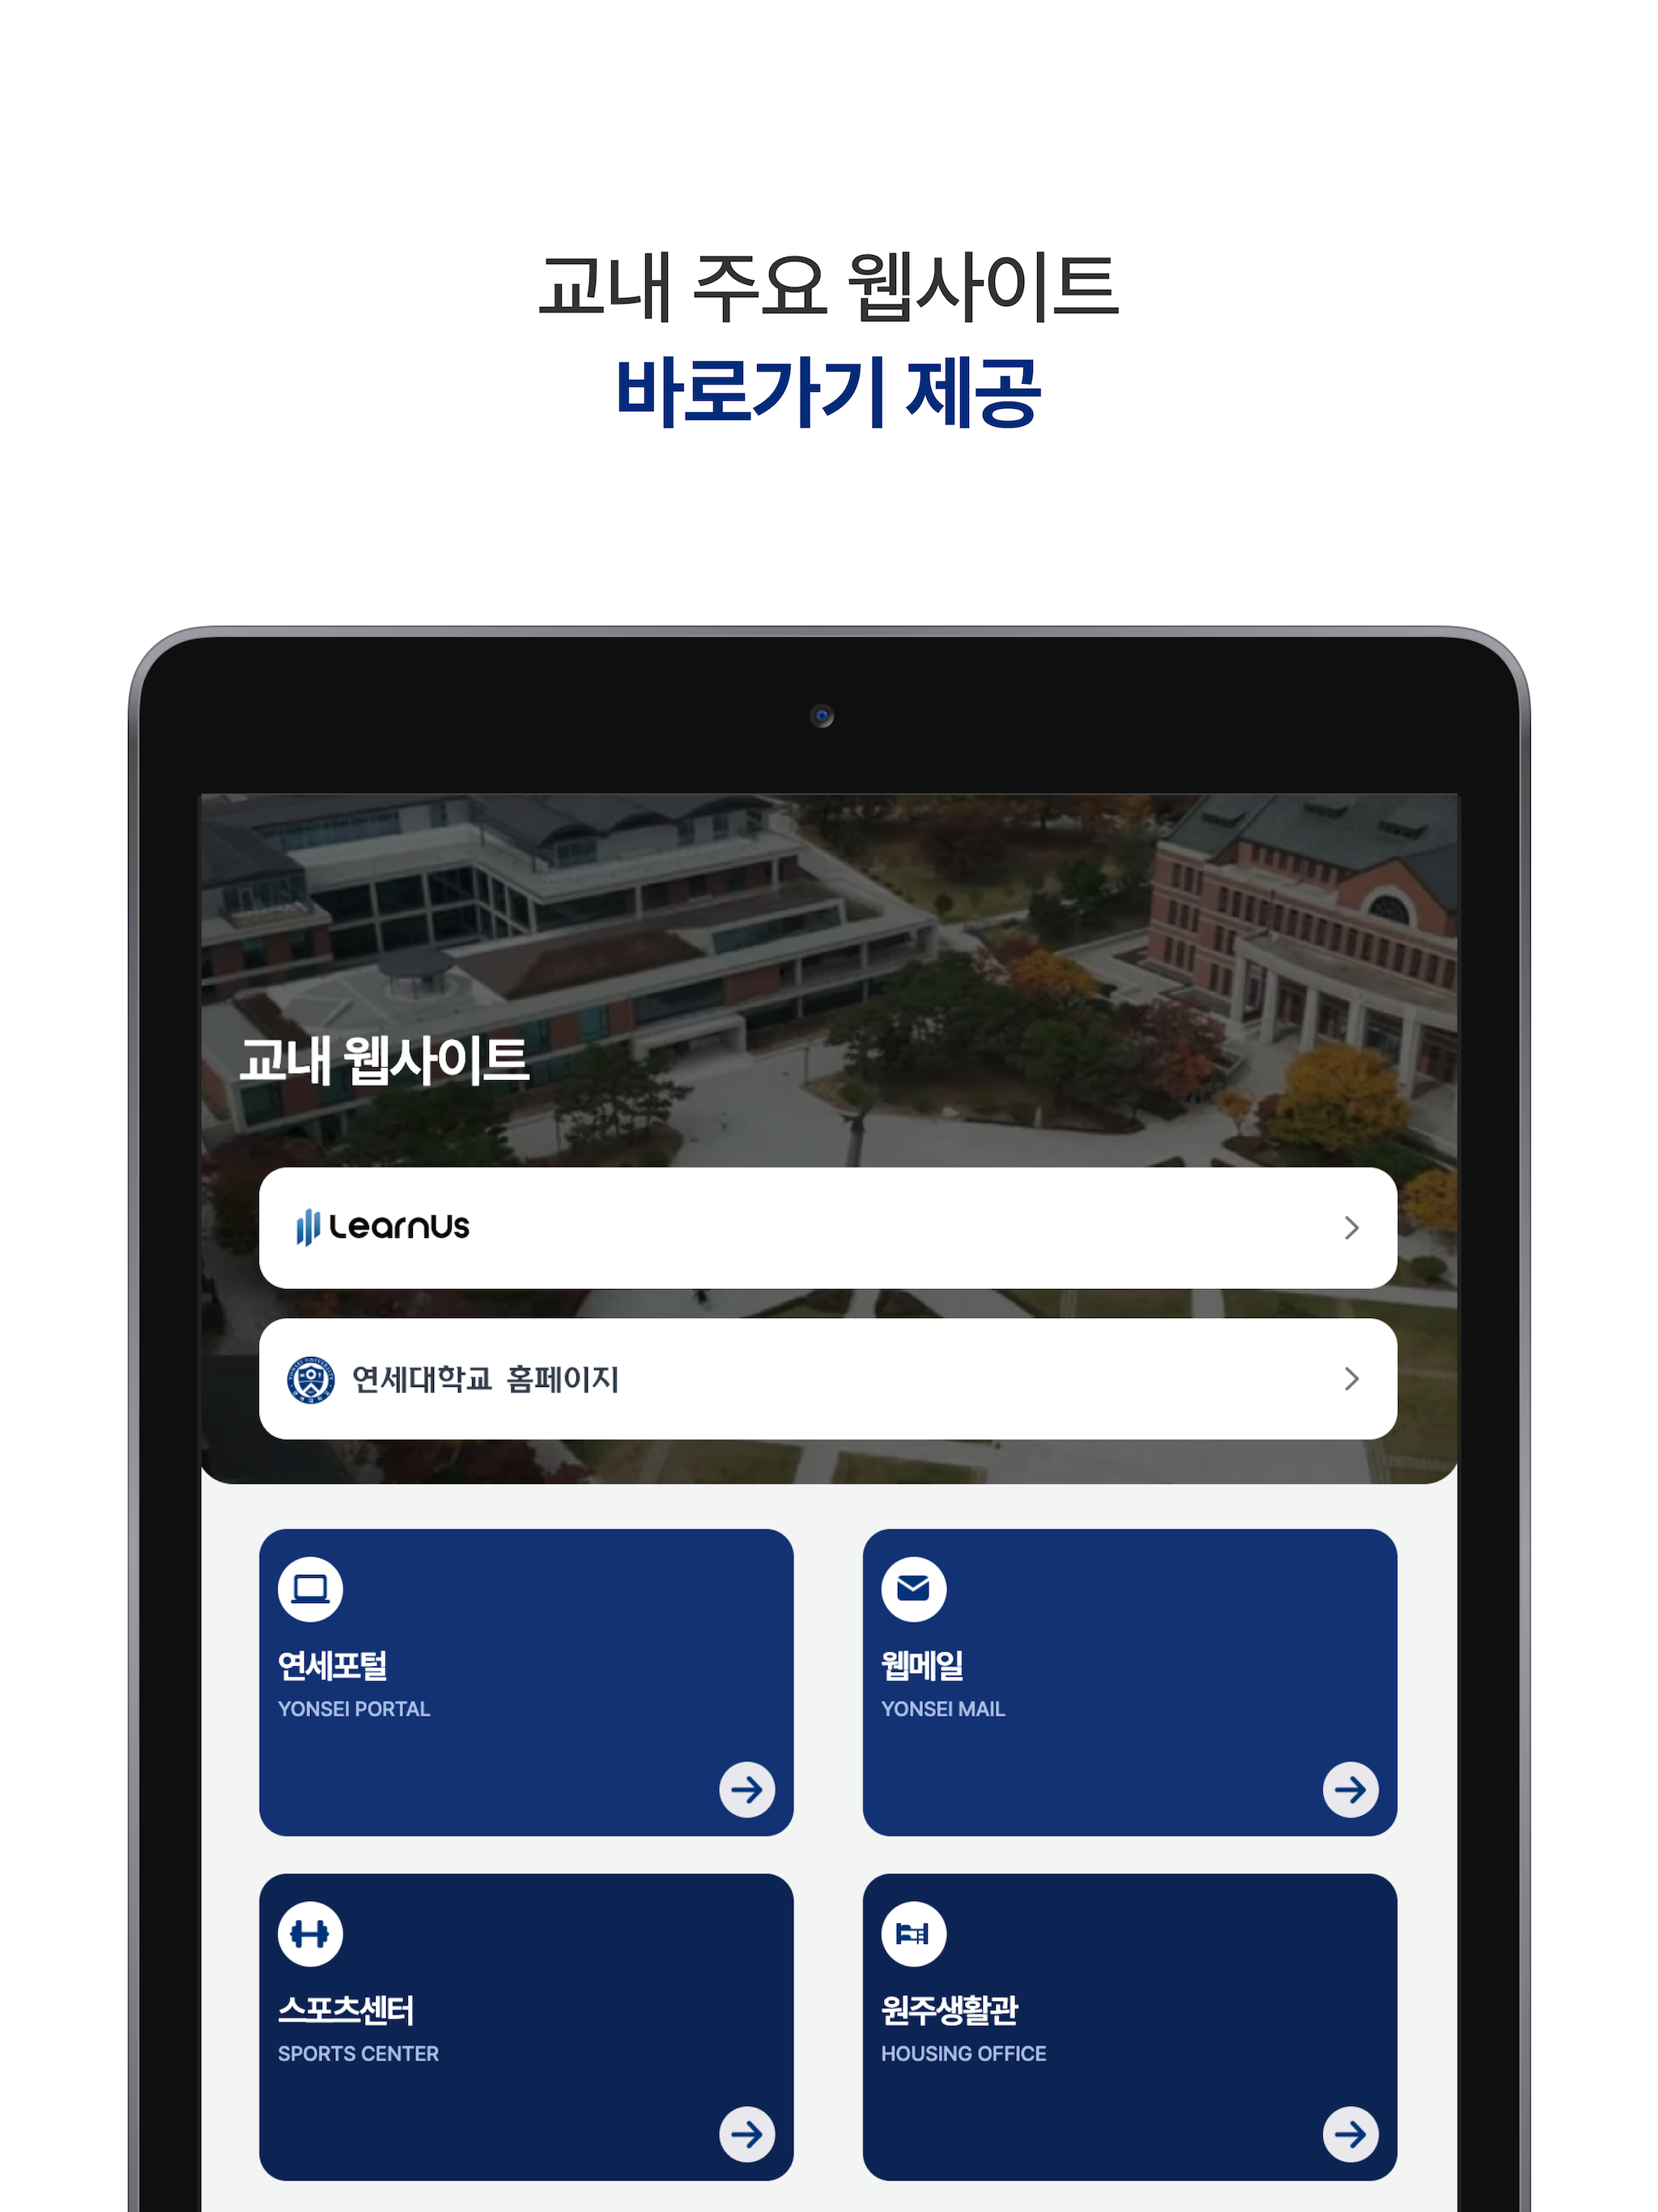 교내 주요 웹사이트
바로가기 제공
교내 웹사이트
LearnUs
연세대학교 홈페이지
연세포털
YONSEI PORTAL
웹메일
YONSEI MAIL
스포츠센터
SPORTS CENTER
원주생활관
HOUSING OFFICE